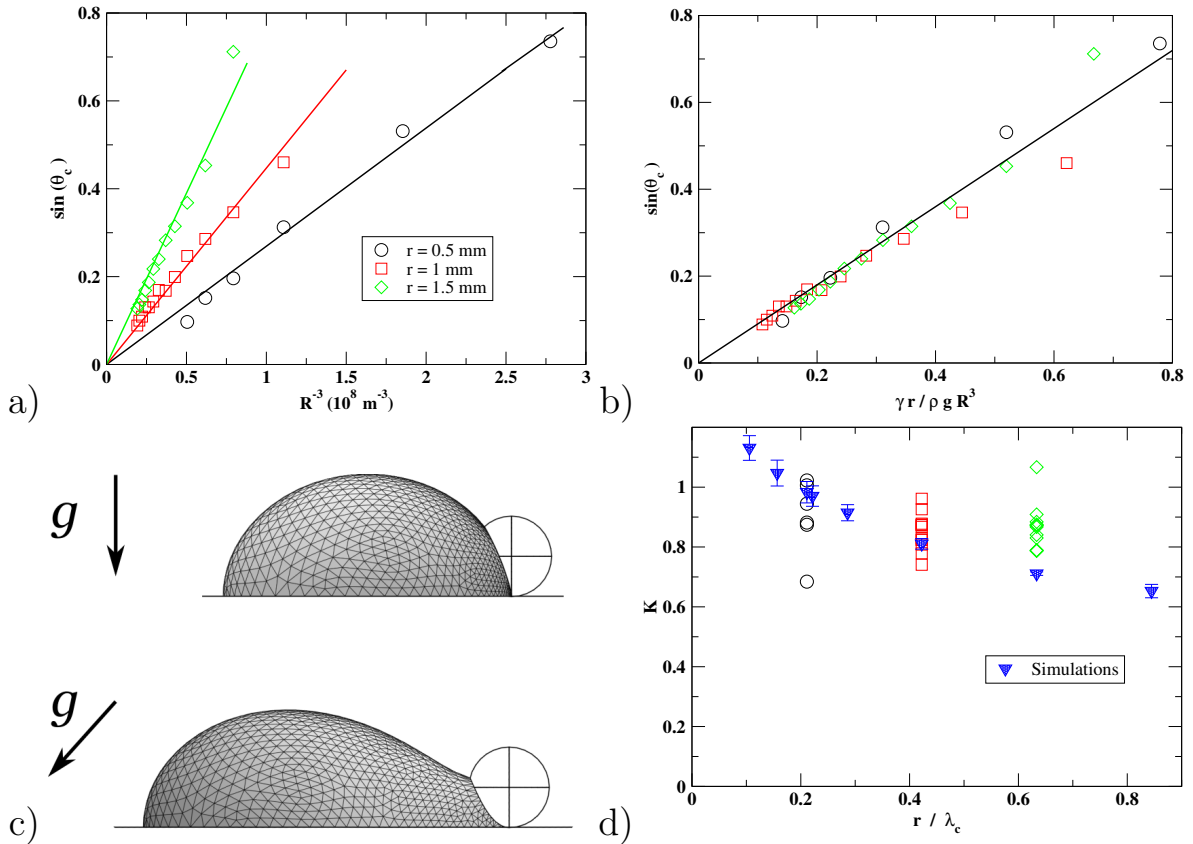 0.8
0.6
0.4
0.2
0
sin (θc)
r = 0.5 mm
r = 1 mm
r = 1.5 mm
0 0.5 1 1.5 2 2.5 3
R⁻³ (10⁸ m⁻³)
a)
0.8
0.6
0.4
0.2
0
sin(θc)
0 0.2 0.4 0.6 0.8
γ r / ρ g R³
b)
g
g
c)
1
0.8
0.6
0.4
0.2
0
K
Simulations
0 0.2 0.4 0.6 0.8
r / λc
d)